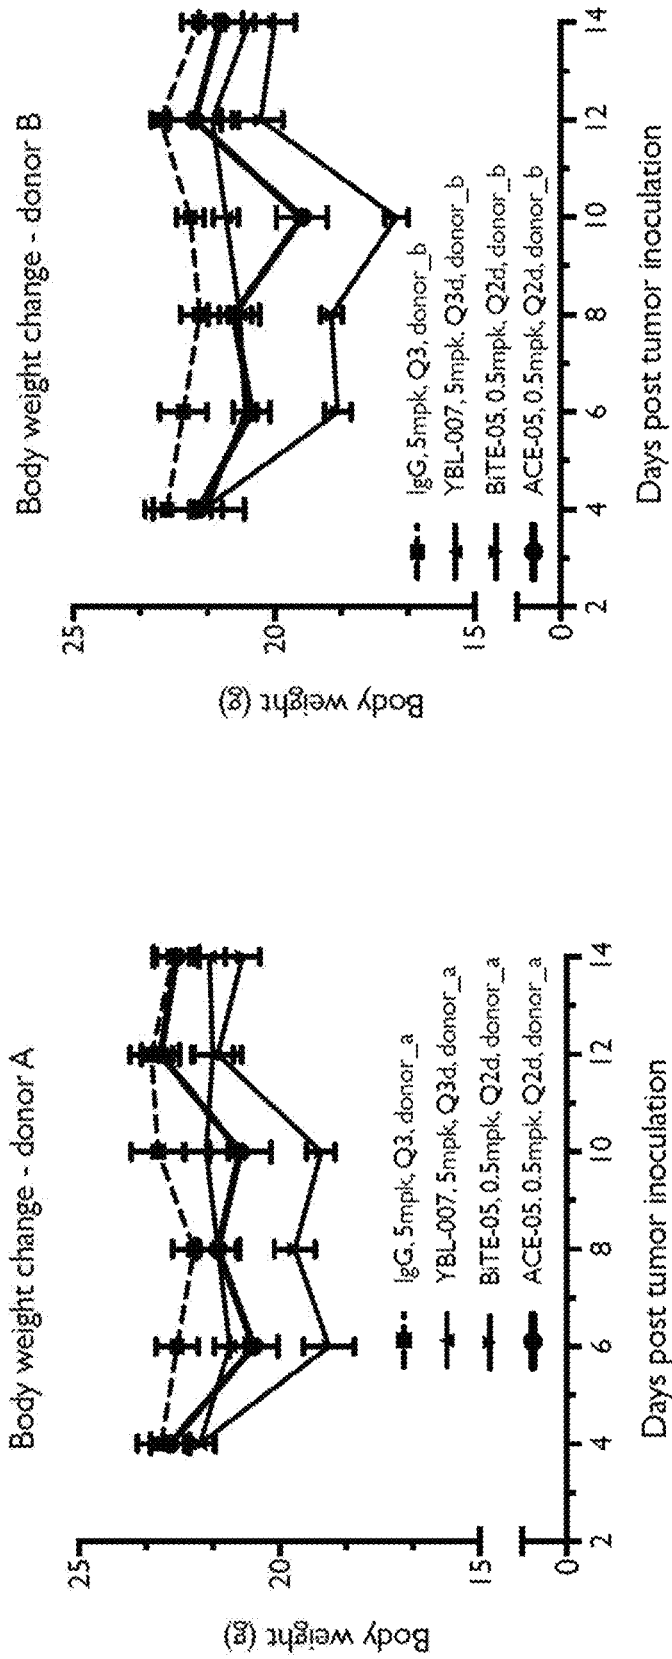 Body weight change - donor A
Body weight (g)
25
20
15
0
IgG, 5mpk, Q3, donor_a
YBL-007, 5mpk, Q3d, donor_a
BiTE-05, 0.5mpk, Q2d, donor_a
ACE-05, 0.5mpk, Q2d, donor_a
2 4 6 8 10 12 14
Days post tumor inoculation
Body weight change - donor B
Body weight (g)
25
20
15
0
IgG, 5mpk, Q3, donor_b
YBL-007, 5mpk, Q3d, donor_b
BiTE-05, 0.5mpk, Q2d, donor_b
ACE-05, 0.5mpk, Q2d, donor_b
2 4 6 8 10 12 14
Days post tumor inoculation